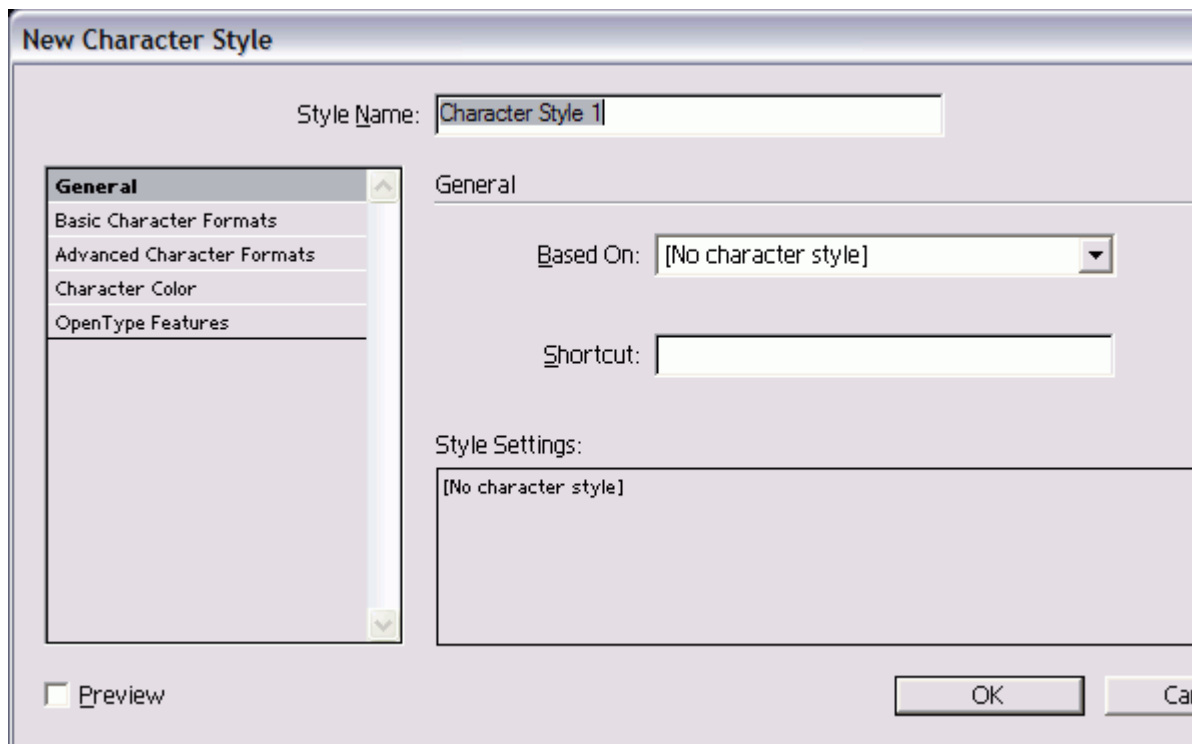 New Character Style
Style Name: Character Style 1
General
Basic Character Formats
Advanced Character Formats
Character Color
OpenType Features
General
Based On: [No character style]
Shortcut:
Style Settings:
[No character style]
Preview
OK